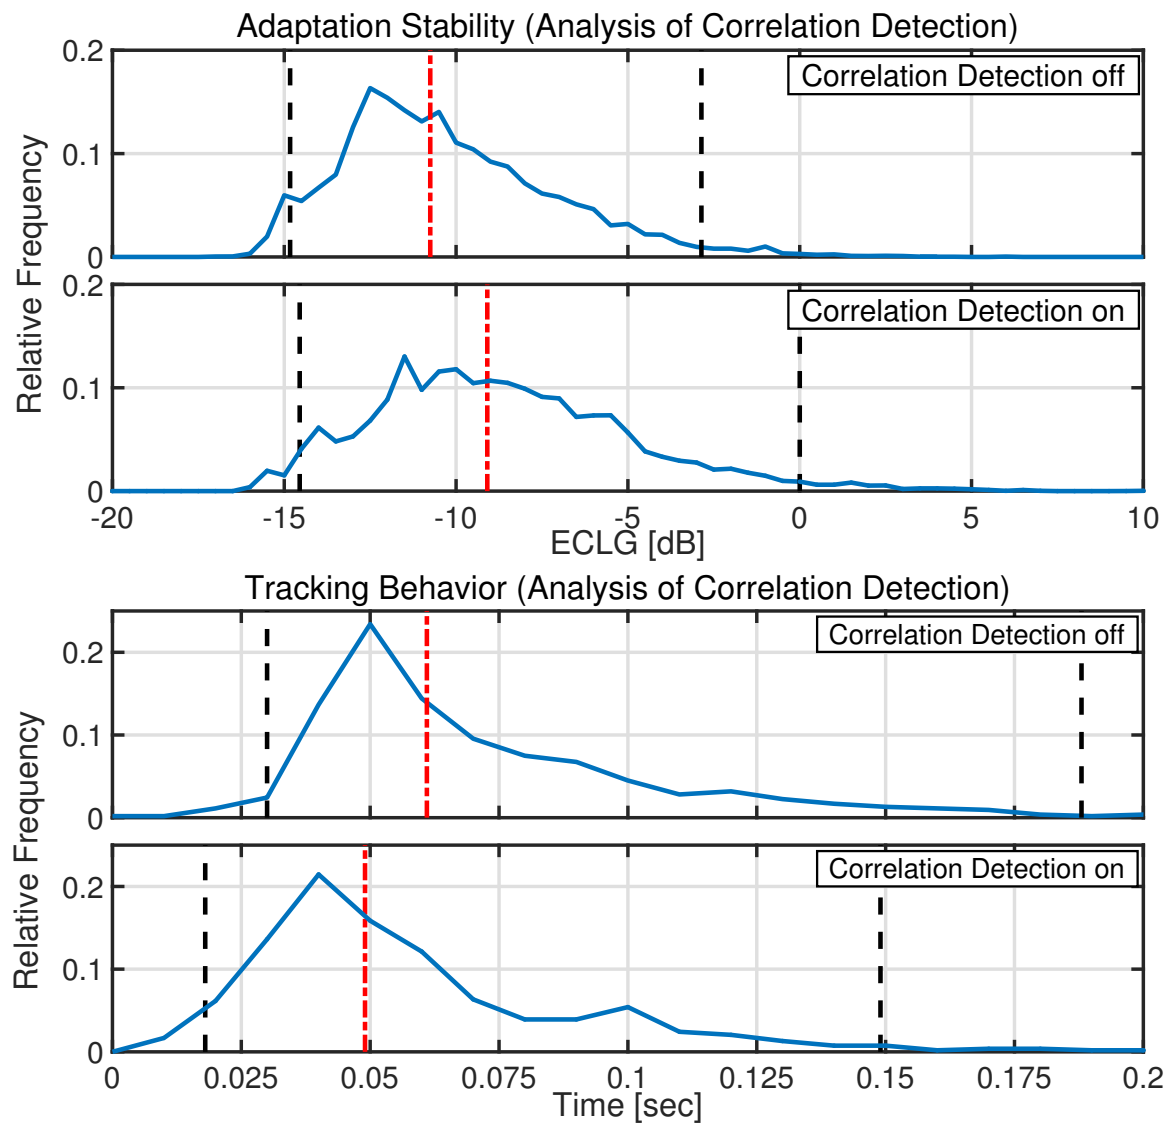 Adaptation Stability (Analysis of Correlation Detection)
0.2
0.1
0
Correlation Detection off
Relative Frequency
0.2
0.1
0
Correlation Detection on
-20 -15 -10 -5 0 5 10
ECLG [dB]
Tracking Behavior (Analysis of Correlation Detection)
0.2
0.1
0
Correlation Detection off
Relative Frequency
0.2
0.1
0
Correlation Detection on
0 0.025 0.05 0.075 0.1 0.125 0.15 0.175 0.2
Time [sec]